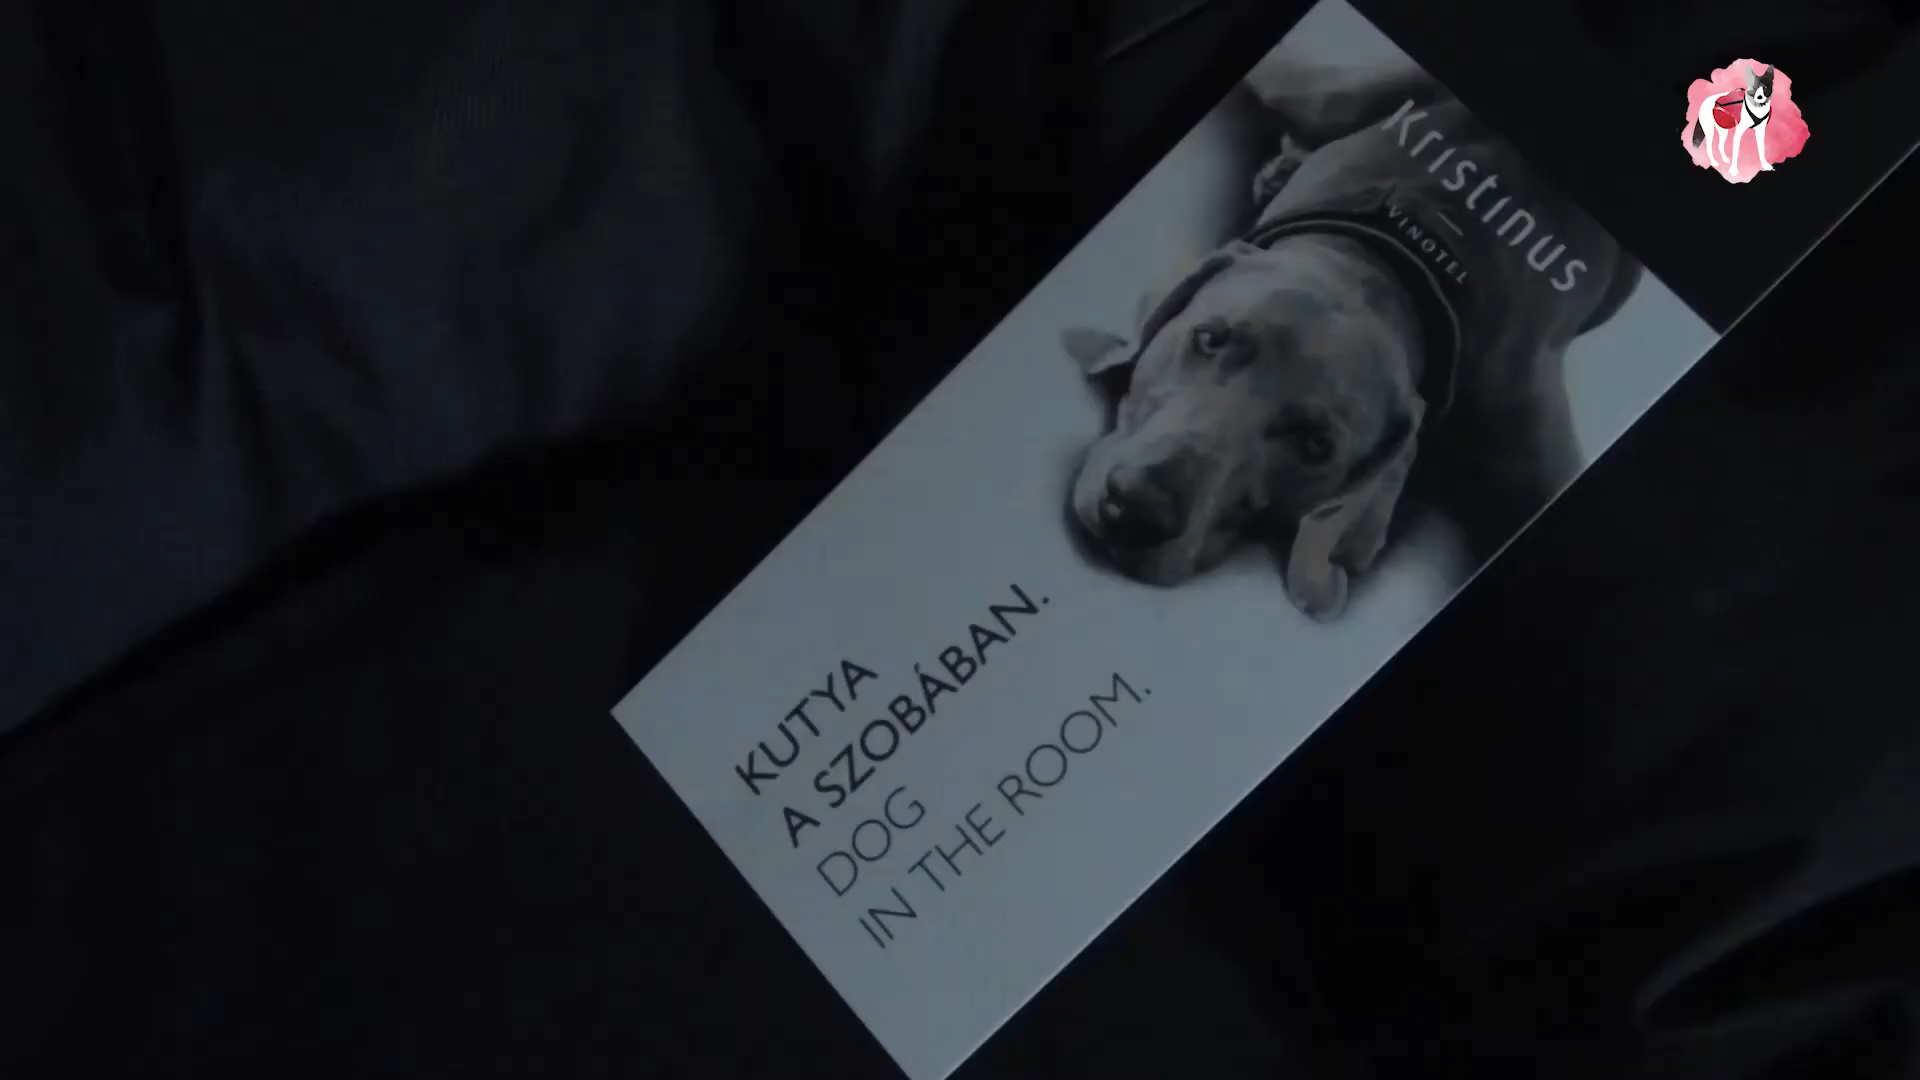 Kristinus
VINOTEL
KUTYA
A SZOBÁBAN.
DOG
IN THE ROOM.